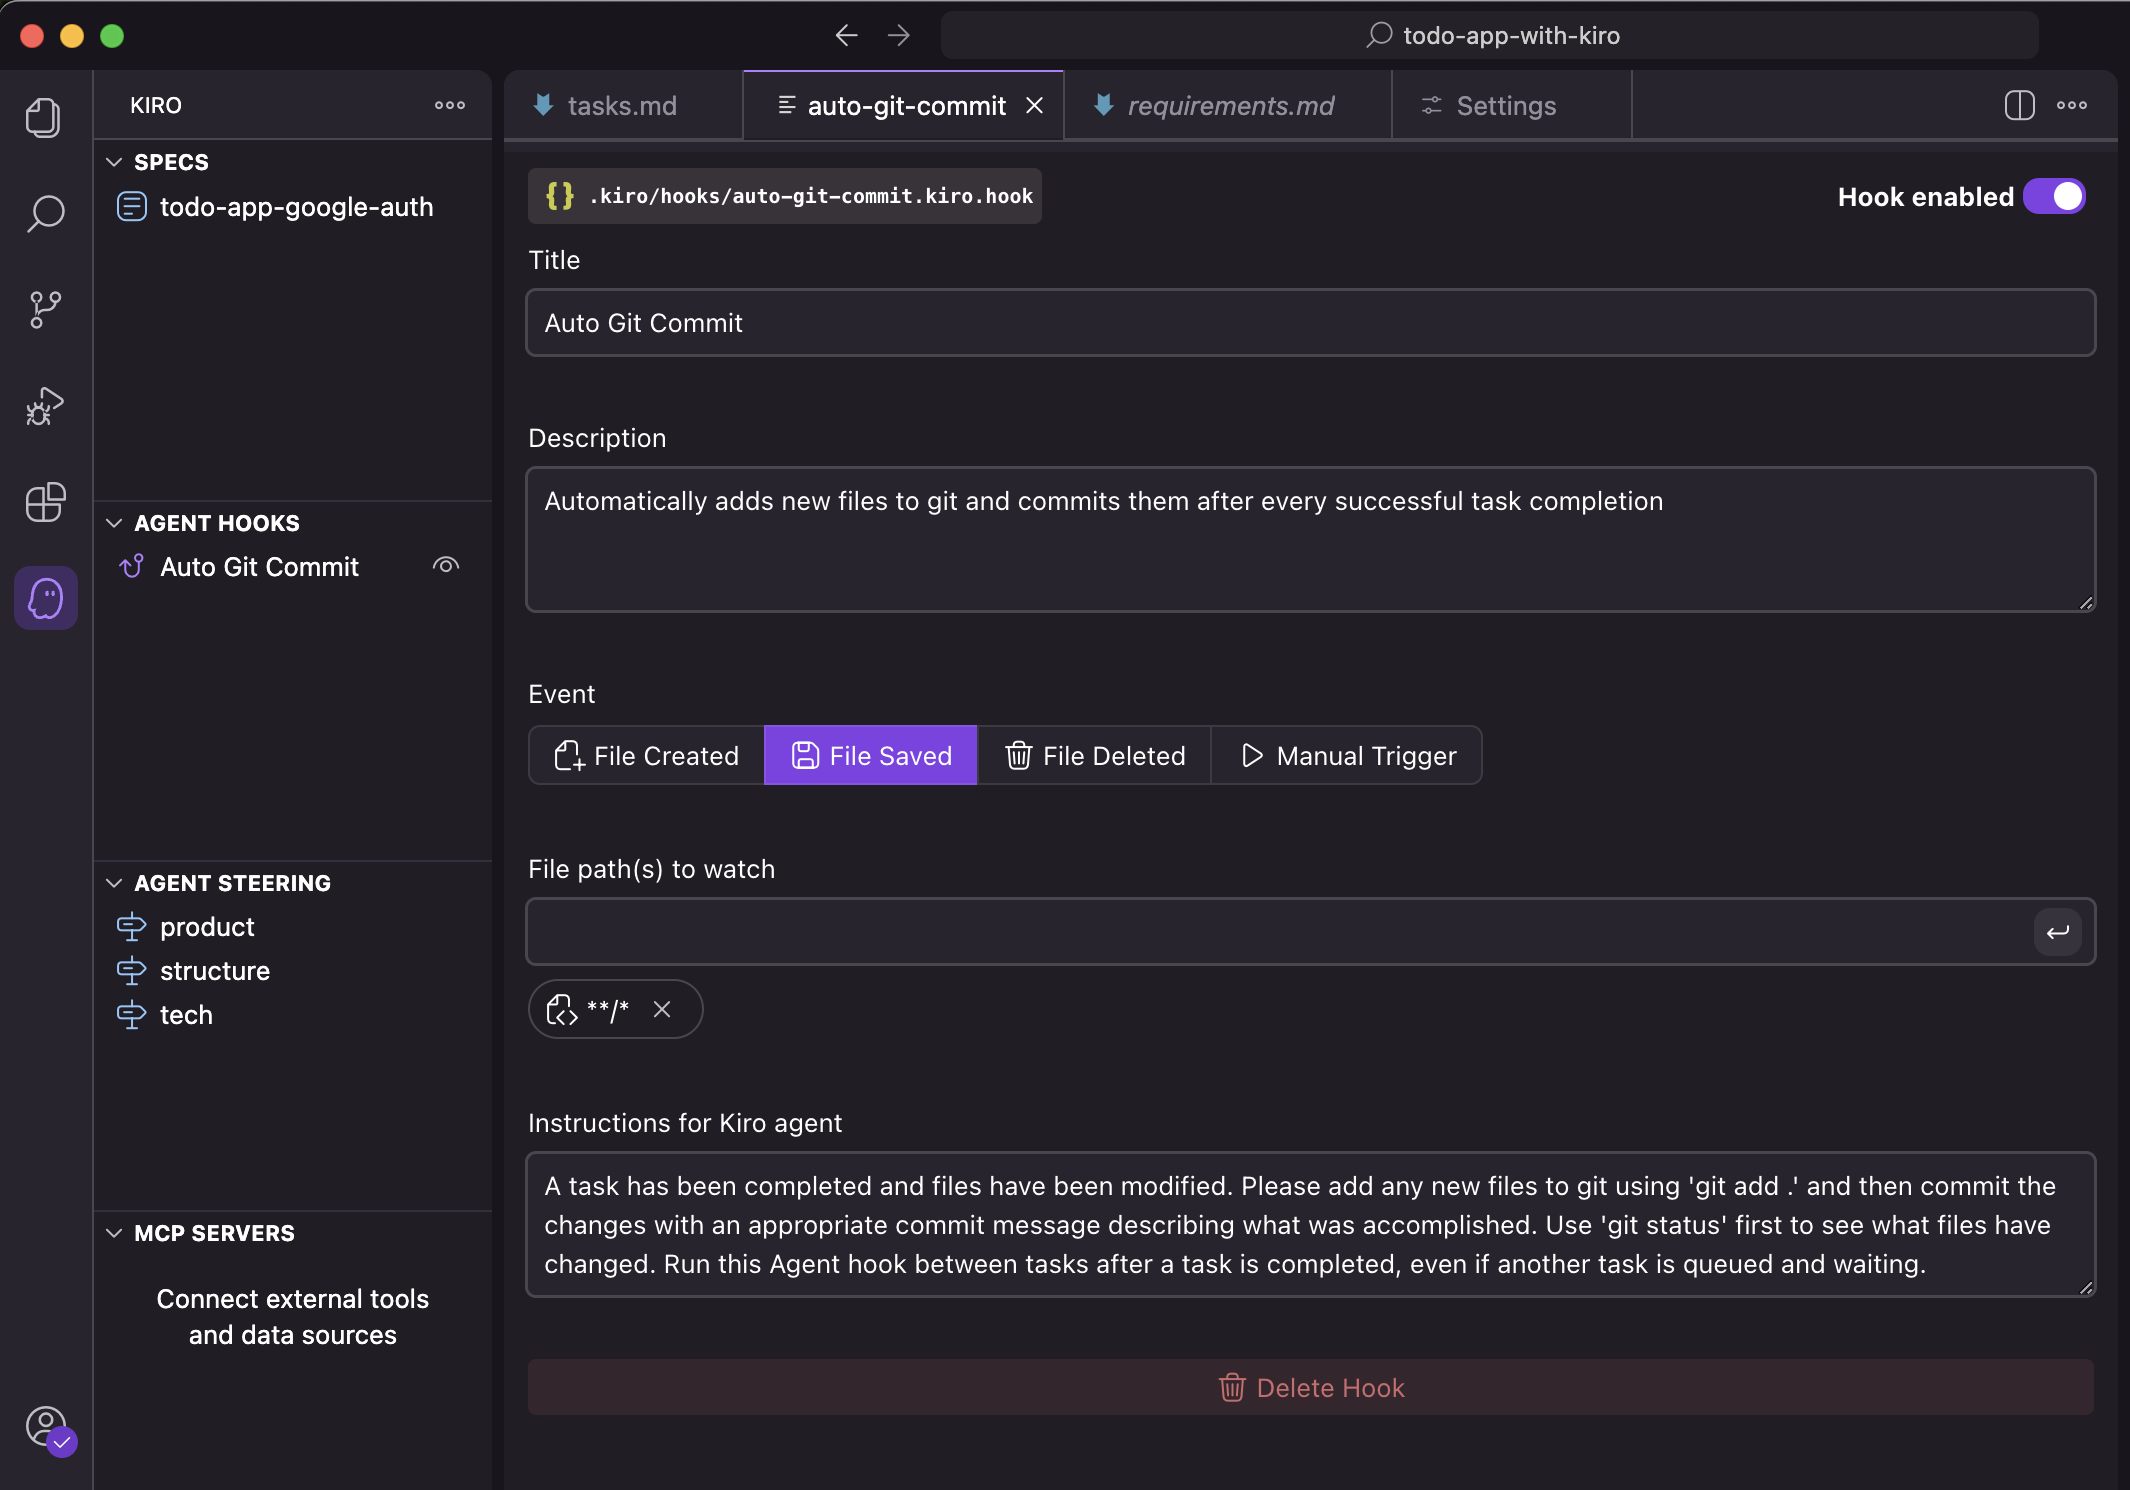 todo-app-with-kiro
KIRO
SPECS
todo-app-google-auth
AGENT HOOKS
Auto Git Commit
AGENT STEERING
product
structure
tech
MCP SERVERS
Connect external tools
and data sources
tasks.md
auto-git-commit
requirements.md
Settings
{} .kiro/hooks/auto-git-commit.kiro.hook
Hook enabled
Title
Auto Git Commit
Description
Automatically adds new files to git and commits them after every successful task completion
Event
File Created
File Saved
File Deleted
Manual Trigger
File path(s) to watch
**/*
Instructions for Kiro agent
A task has been completed and files have been modified. Please add any new files to git using 'git add .' and then commit the
changes with an appropriate commit message describing what was accomplished. Use 'git status' first to see what files have
changed. Run this Agent hook between tasks after a task is completed, even if another task is queued and waiting.
Delete Hook